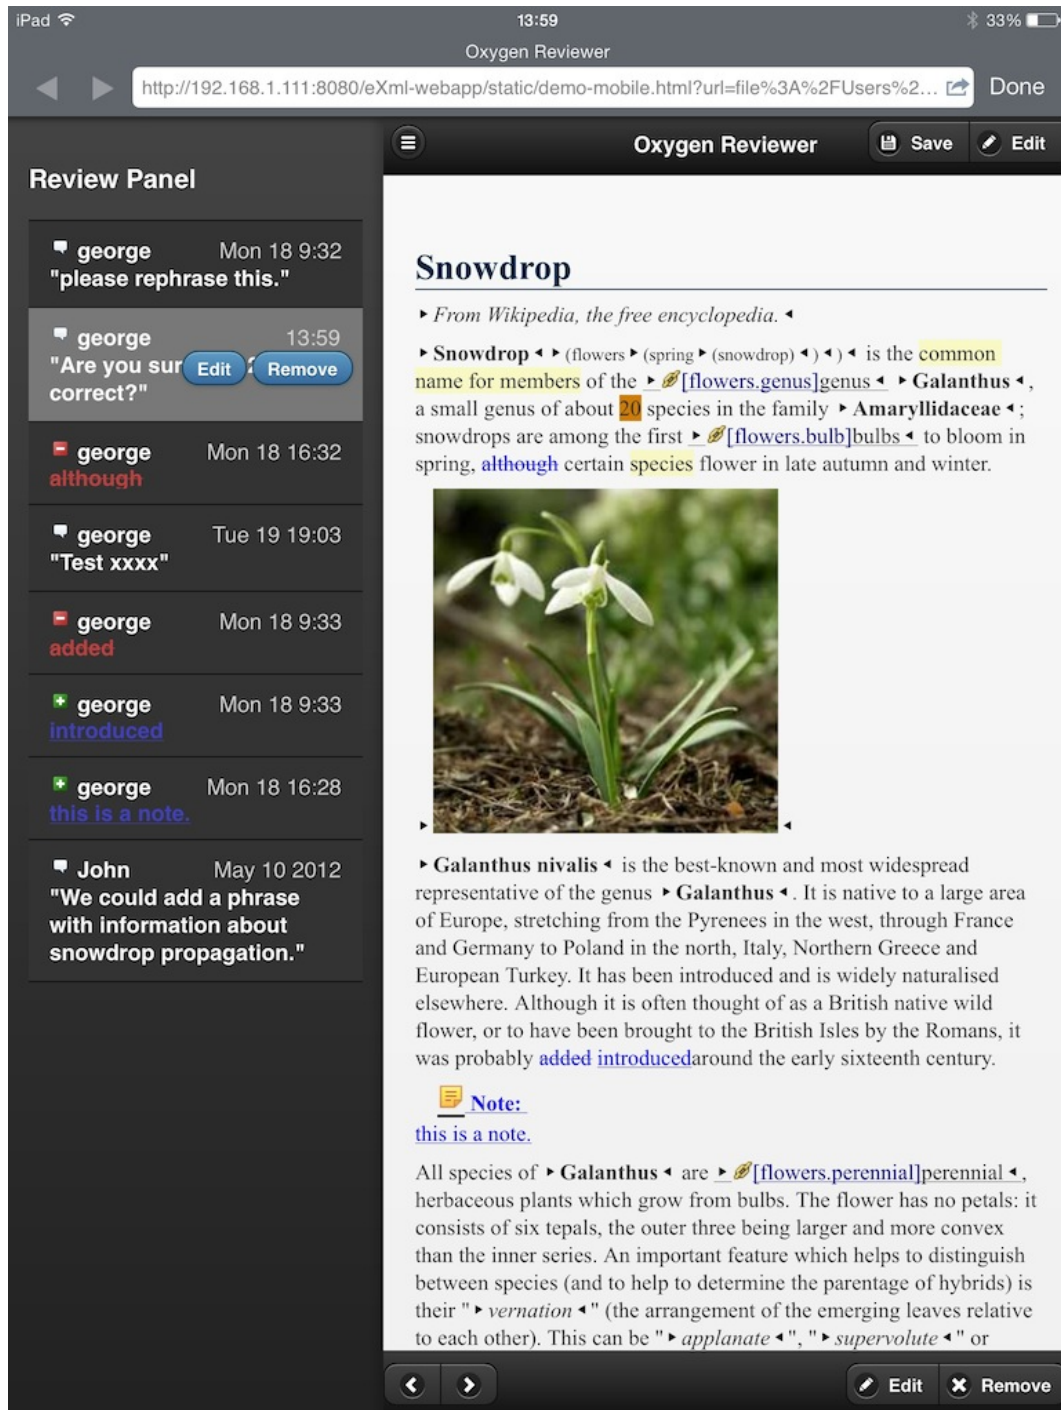 iPad 13:59 33%
Oxygen Reviewer
http://192.168.1.111:8080/eXml-webapp/static/demo-mobile.html?url=file%3A%2FUsers%2... Done
Review Panel
george Mon 18 9:32
"please rephrase this."
george 13:59
"Are you sur 2
correct?"
Edit Remove
george Mon 18 16:32
although
george Tue 19 19:03
"Test xxxx"
george Mon 18 9:33
added
george Mon 18 9:33
introduced
george Mon 18 16:28
this is a note.
John May 10 2012
"We could add a phrase
with information about
snowdrop propagation."
Oxygen Reviewer Save Edit
Snowdrop
From Wikipedia, the free encyclopedia.
Snowdrop (flowers (spring (snowdrop) ) ) is the common
name for members of the [flowers.genus]genus Galanthus ,
a small genus of about 20 species in the family Amaryllidaceae ;
snowdrops are among the first [flowers.bulb]bulbs to bloom in
spring, although certain species flower in late autumn and winter.
Galanthus nivalis is the best-known and most widespread
representative of the genus Galanthus . It is native to a large area
of Europe, stretching from the Pyrenees in the west, through France
and Germany to Poland in the north, Italy, Northern Greece and
European Turkey. It has been introduced and is widely naturalised
elsewhere. Although it is often thought of as a British native wild
flower, or to have been brought to the British Isles by the Romans, it
was probably added introducedaround the early sixteenth century.
Note:
this is a note.
All species of Galanthus are [flowers.perennial]perennial ,
herbaceous plants which grow from bulbs. The flower has no petals: it
consists of six tepals, the outer three being larger and more convex
than the inner series. An important feature which helps to distinguish
between species (and to help to determine the parentage of hybrids) is
their " vernation " (the arrangement of the emerging leaves relative
to each other). This can be " applanate ", " supervolute " or
Edit Remove